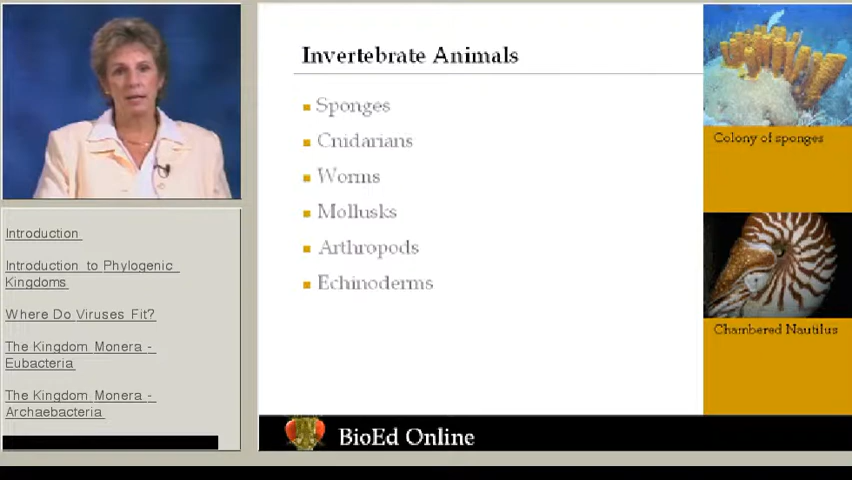 Invertebrate Animals
Sponges
Cnidarians
Worms
Mollusks
Arthropods
Echinoderms
Colony of sponges
Chambered Nautilus
Introduction
Introduction to Phylogenic
Kingdoms
Where Do Viruses Fit?
The Kingdom Monera -
Eubacteria
The Kingdom Monera -
Archaebacteria
BioEd Online